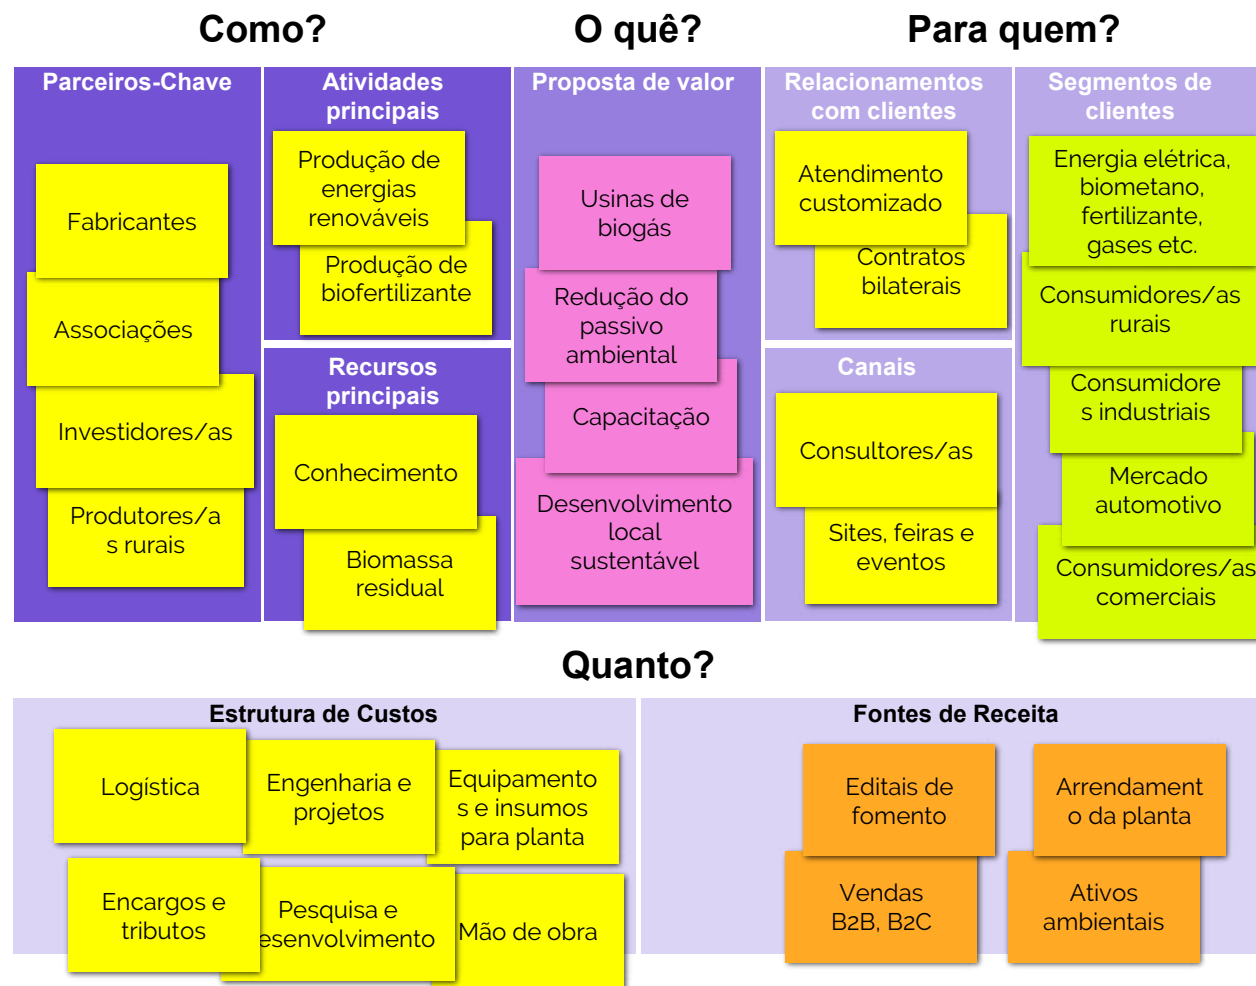 Como?
O quê?
Para quem?
Parceiros-Chave
Fabricantes
Associações
Investidores/as
Produtores/a
s rurais
Atividades
principais
Produção de
energias
renováveis
Produção de
biofertilizante
Recursos
principais
Conhecimento
Biomassa
residual
Proposta de valor
Usinas de
biogás
Redução do
passivo
ambiental
Capacitação
Desenvolvimento
local
sustentável
Relacionamentos
com clientes
Atendimento
customizado
Contratos
bilaterais
Canais
Consultores/as
Sites, feiras e
eventos
Segmentos de
clientes
Energia elétrica,
biometano,
fertilizante,
gases etc.
Consumidores/as
rurais
Consumidore
s industriais
Mercado
automotivo
Consumidores/as
comerciais
Quanto?
Estrutura de Custos
Logística
Engenharia e
projetos
Equipamento
s e insumos
para planta
Encargos e
tributos
Pesquisa e
esenvolvimento
Mão de obra
Fontes de Receita
Editais de
fomento
Arrendament
o da planta
Vendas
B2B, B2C
Ativos
ambientais